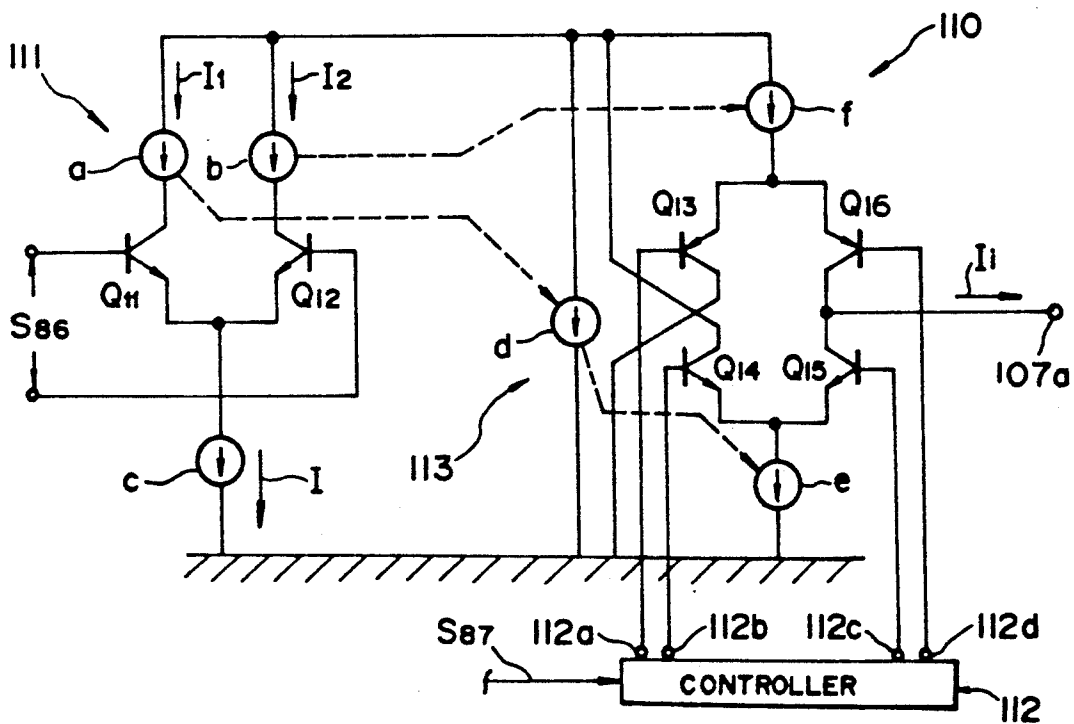 110
111
I1
I2
a
b
f
Q13
Q16
Q11
Q12
Ii
S86
d
Q14
Q15
107a
113
c
I
e
S87
112a
112b
112c
112d
CONTROLLER
112